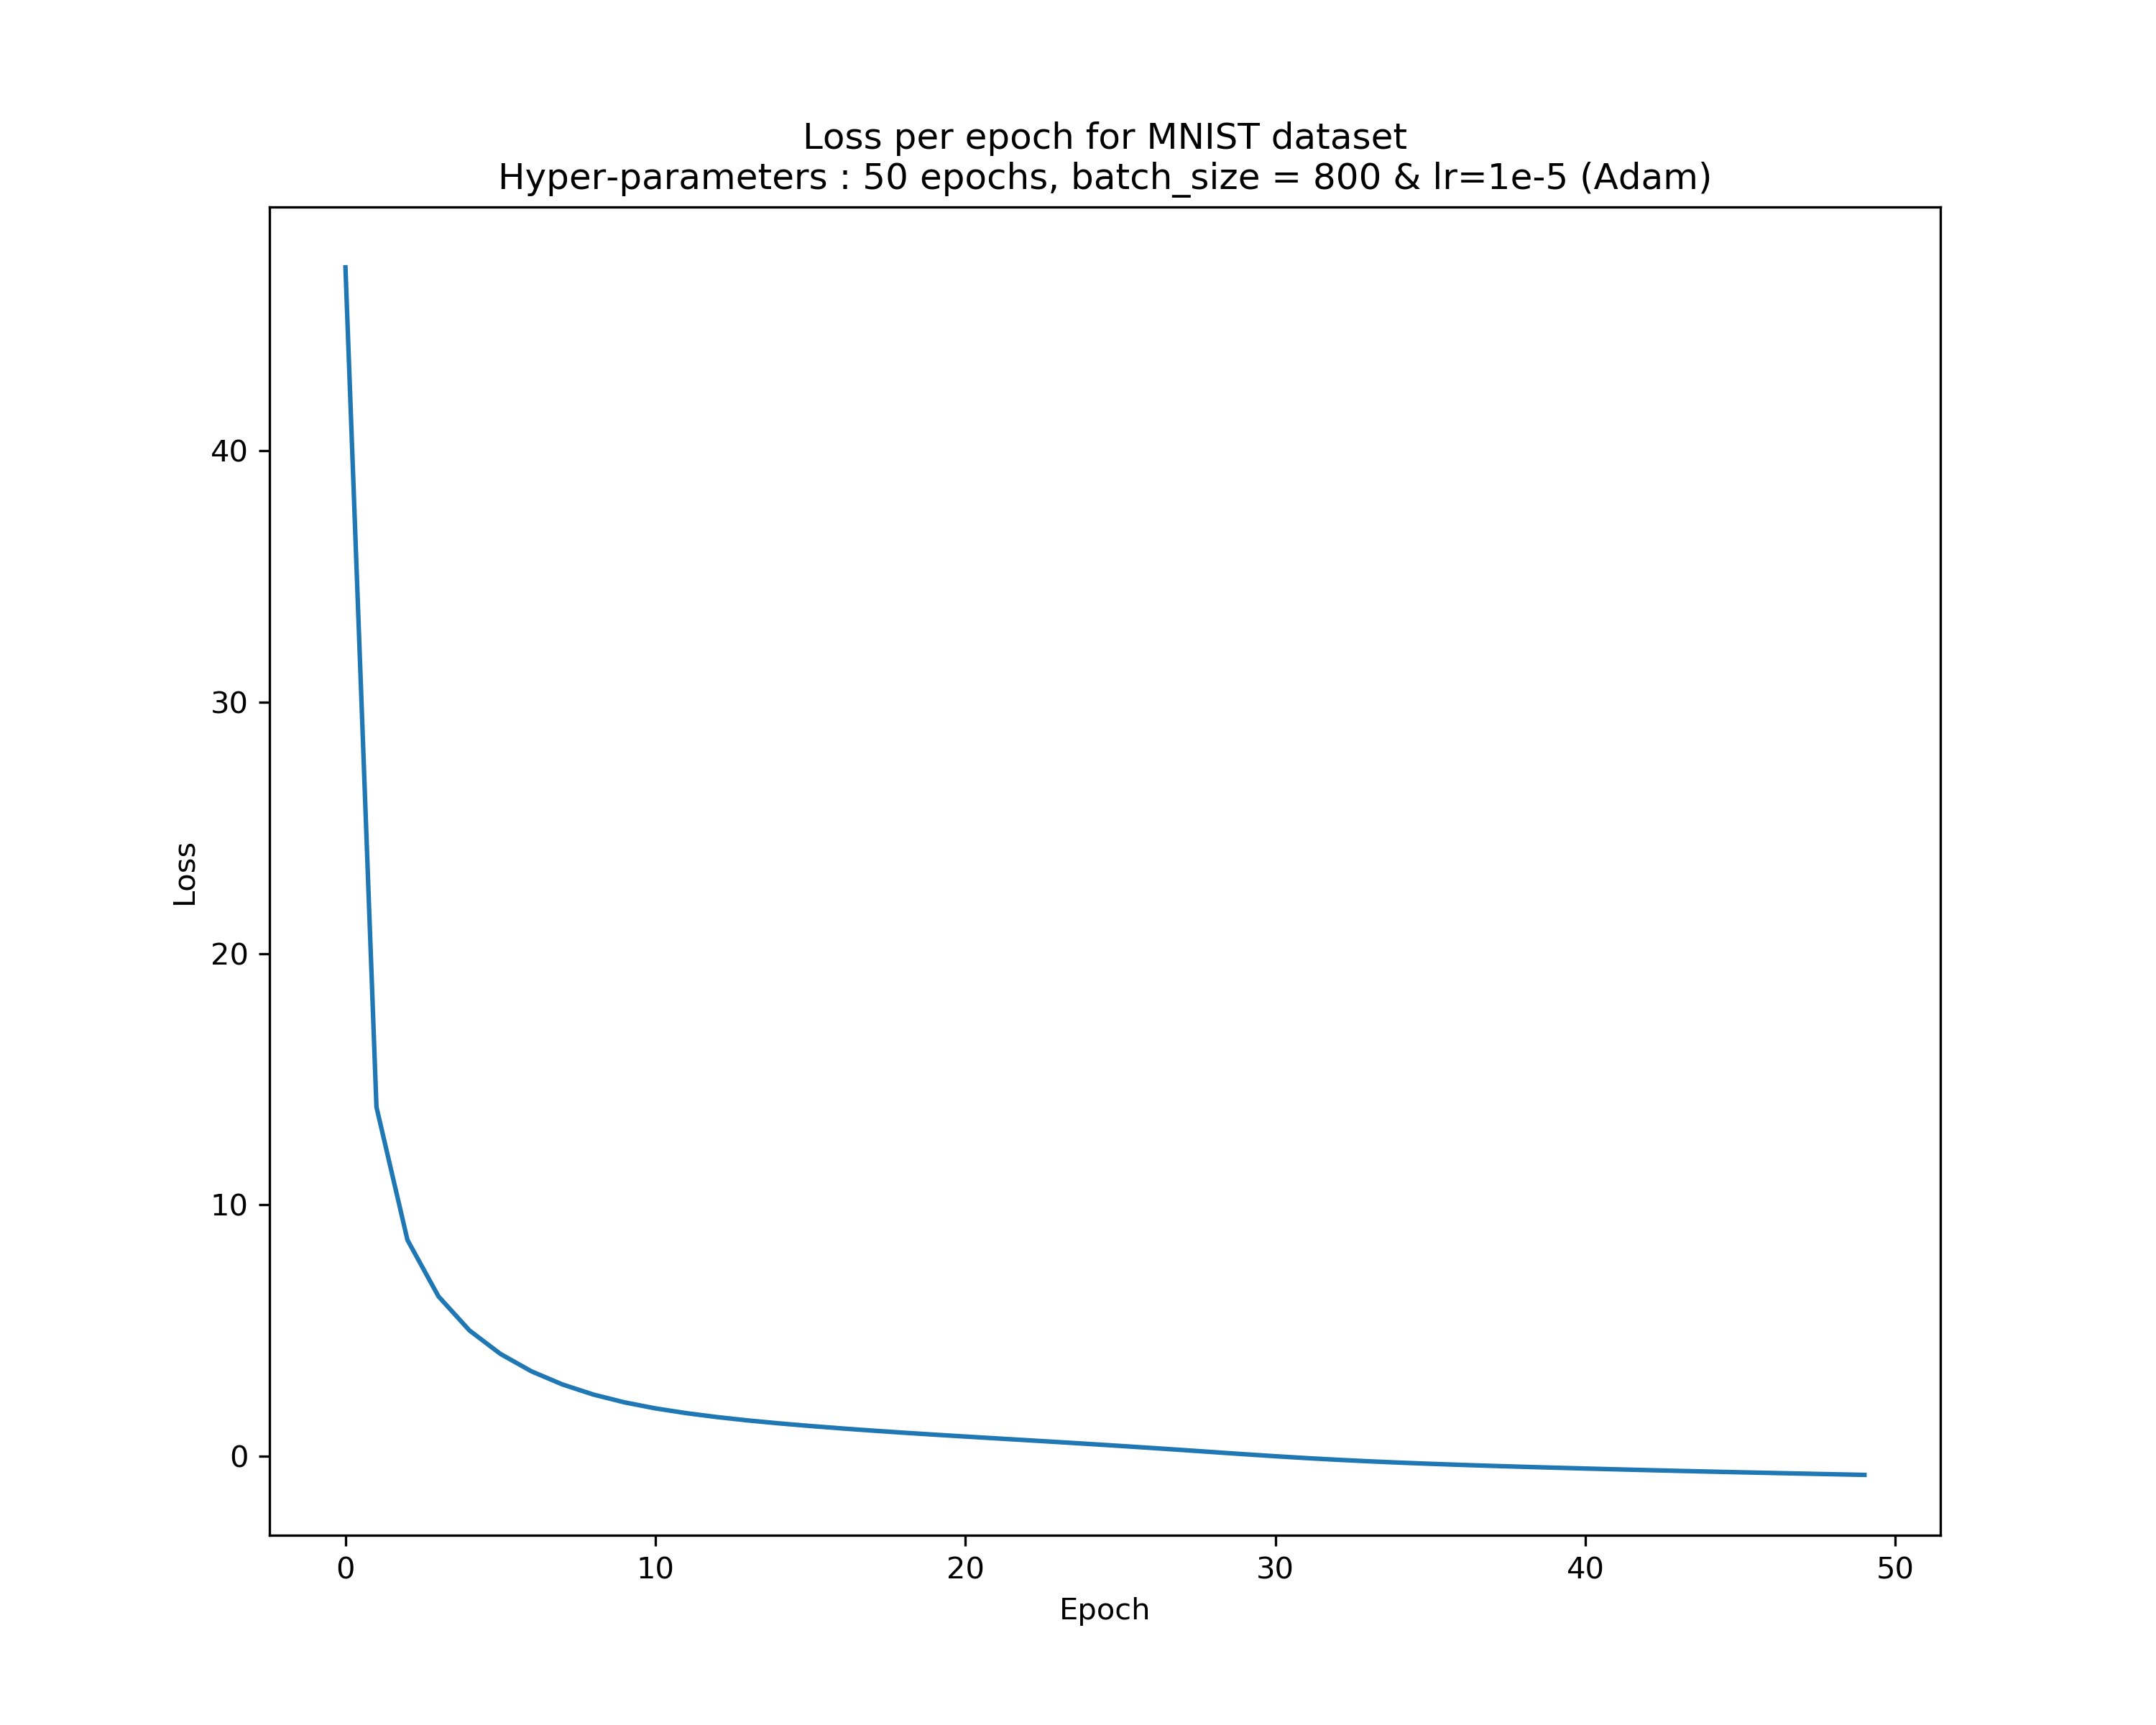 Loss per epoch for MNIST dataset
Hyper-parameters : 50 epochs, batch_size = 800 & lr=1e-5 (Adam)
40
30
20
10
0
Loss
0 10 20 30 40 50
Epoch